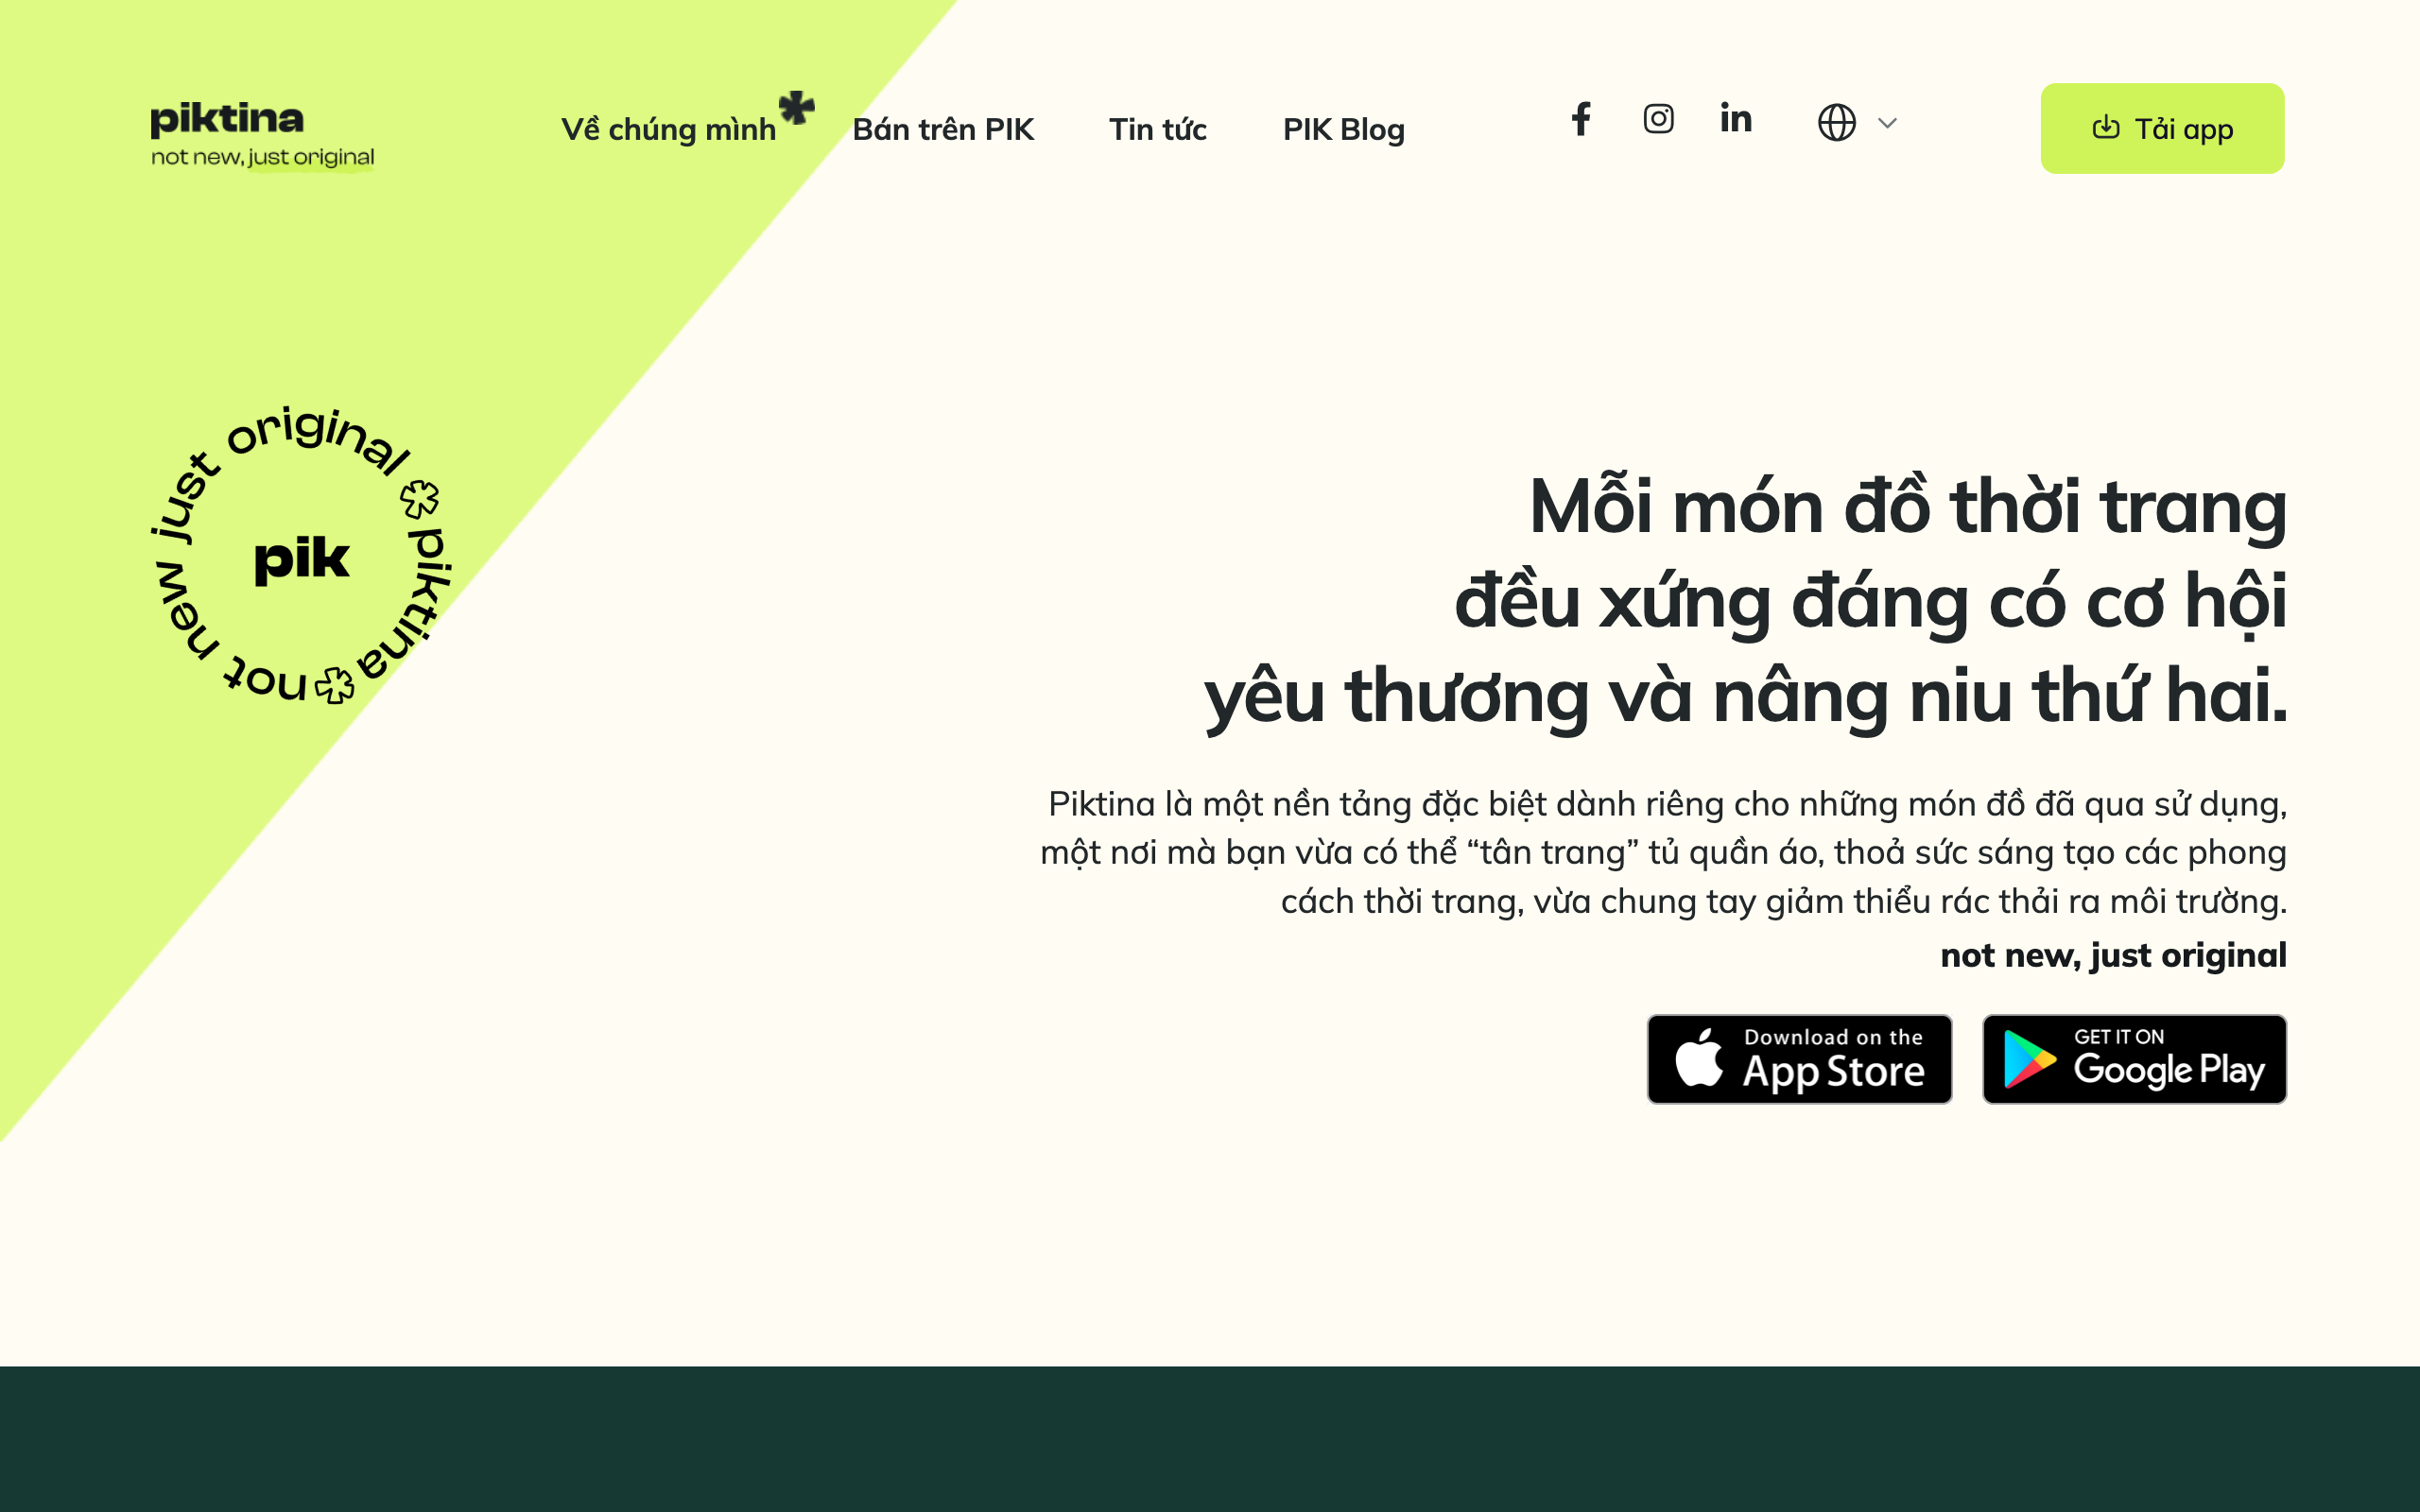 piktina
not new, just original
Về chúng mình
Bán trên PIK
Tin tức
PIK Blog
Tải app
not new just original piktina
pik
Mỗi món đồ thời trang
đều xứng đáng có cơ hội
yêu thương và nâng niu thứ hai.
Piktina là một nền tảng đặc biệt dành riêng cho những món đồ đã qua sử dụng,
một nơi mà bạn vừa có thể “tân trang” tủ quần áo, thoả sức sáng tạo các phong
cách thời trang, vừa chung tay giảm thiểu rác thải ra môi trường.
not new, just original
Download on the
App Store
GET IT ON
Google Play